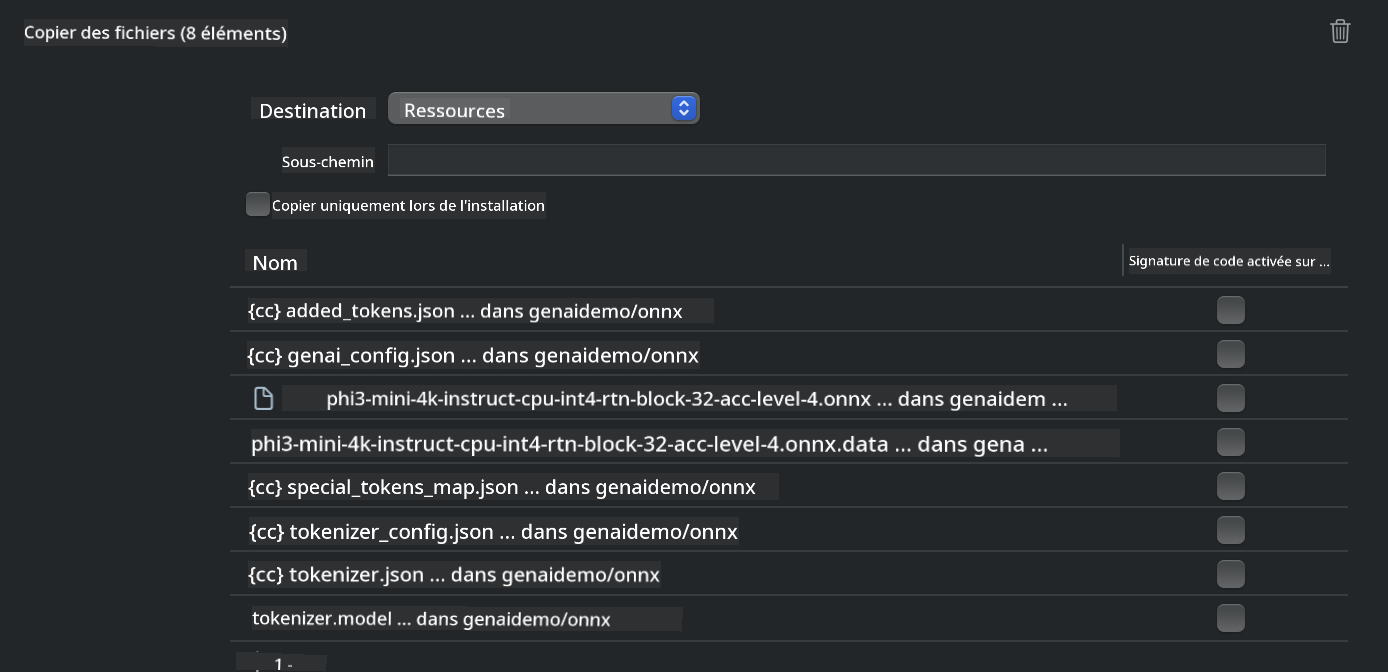 Copier des fichiers (8 éléments)
Destination Ressources
Sous-chemin
Copier uniquement lors de l'installation
Nom Signature de code activée sur ...
{cc} added_tokens.json ... dans genaidemo/onnx
{cc} genai_config.json ... dans genaidemo/onnx
phi3-mini-4k-instruct-cpu-int4-rtn-block-32-acc-level-4.onnx ... dans genaidem ...
phi3-mini-4k-instruct-cpu-int4-rtn-block-32-acc-level-4.onnx.data ... dans gena ...
{cc} special_tokens_map.json ... dans genaidemo/onnx
{cc} tokenizer_config.json ... dans genaidemo/onnx
{cc} tokenizer.json ... dans genaidemo/onnx
tokenizer.model ... dans genaidemo/onnx
1 -